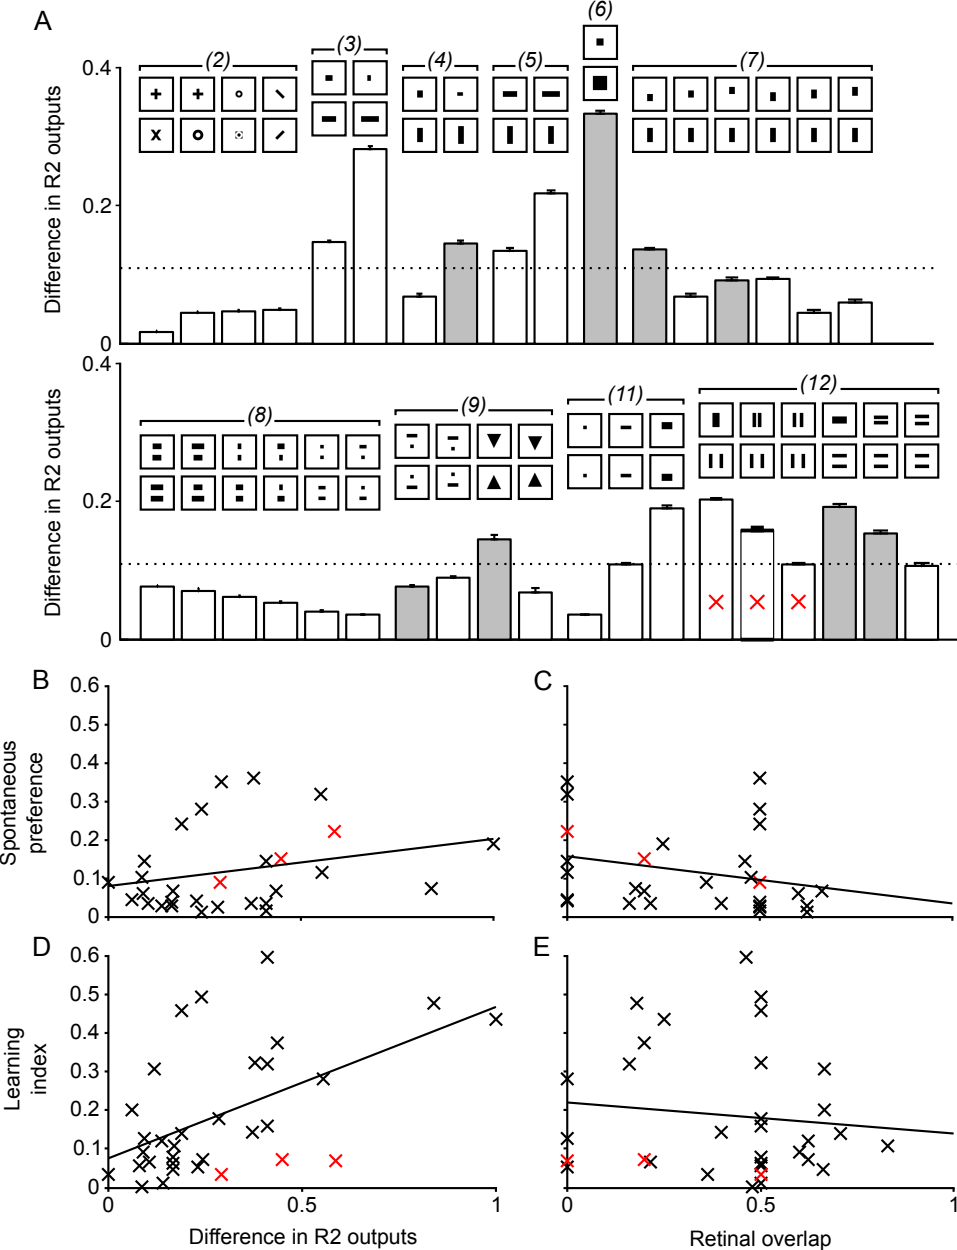 A
(6)
(2)
(3)
(4)
(5)
(7)
Difference in R2 outputs
0.4
0.2
0
(8)
(9)
(11)
(12)
Difference in R2 outputs
0.4
0.2
0
B
Spontaneous
preference
0.6
0.5
0.4
0.3
0.2
0.1
0
C
D
Learning
index
0.6
0.5
0.4
0.3
0.2
0.1
0
0
0.5
1
Difference in R2 outputs
E
0
0.5
1
Retinal overlap